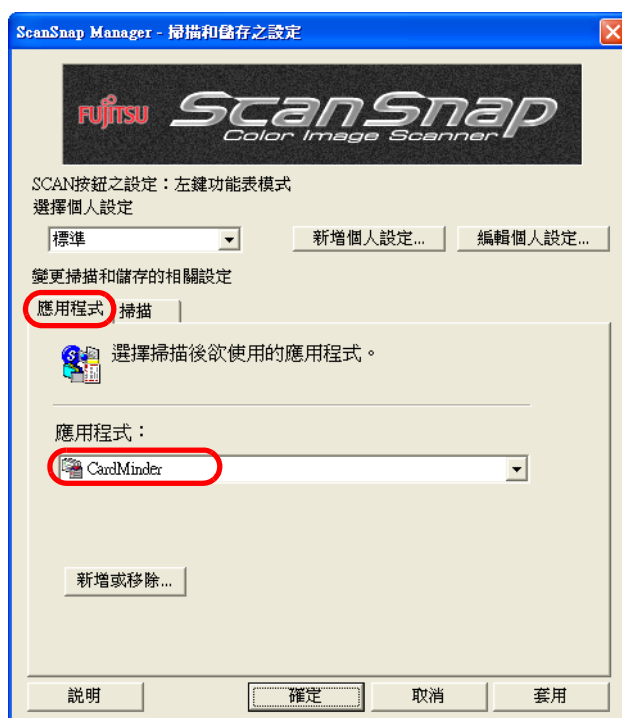 ScanSnap Manager - 掃描和儲存之設定
FUJITSU ScanSnap
Color Image Scanner
SCAN按鈕之設定：左鍵功能表模式
選擇個人設定
標準 新增個人設定... 編輯個人設定...
變更掃描和儲存的相關設定
應用程式 掃描
選擇掃描後欲使用的應用程式。
應用程式：
CardMinder
新增或移除...
說明 確定 取消 套用